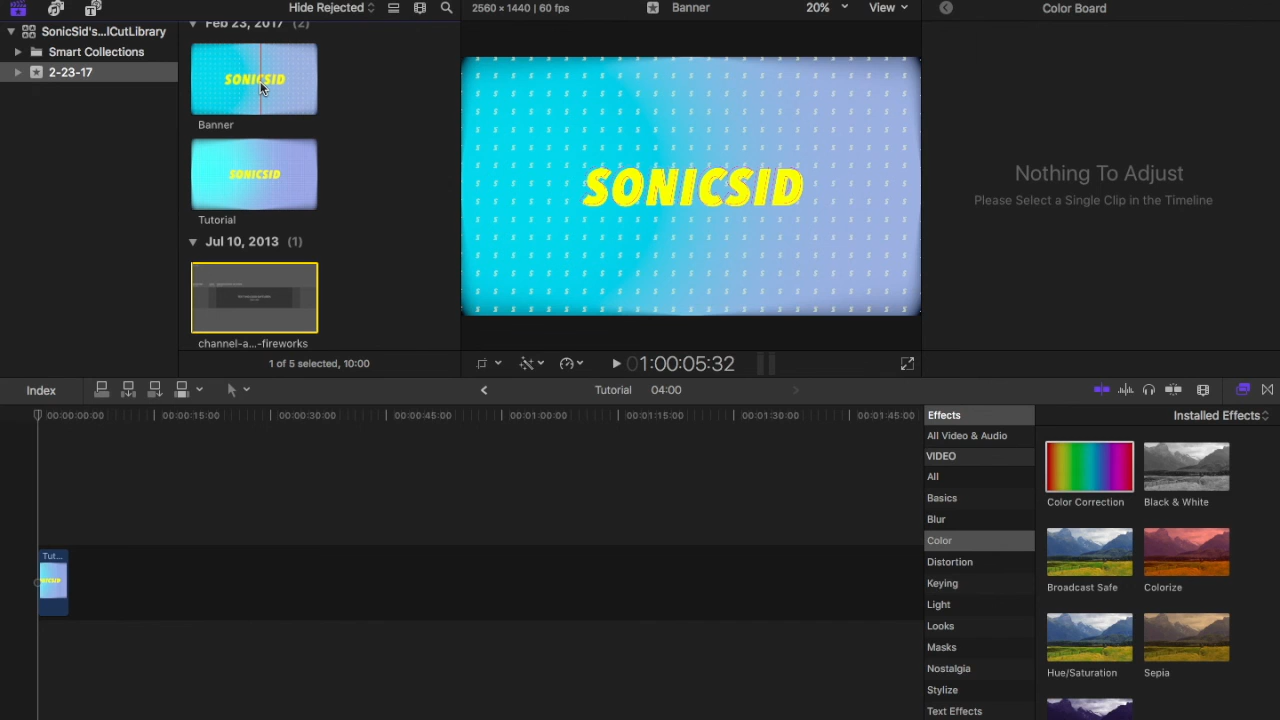 Hide Rejected
2560 × 1440 | 60 fps
Banner
20%
View
Color Board
SonicSid's...ICutLibrary
Smart Collections
2-23-17
Feb 23, 2017 (2)
SONICSID
Banner
SONICSID
Tutorial
Jul 10, 2013 (1)
channel-a...-fireworks
1 of 5 selected, 10:00
SONICSID
01:00:05:32
Nothing To Adjust
Please Select a Single Clip in the Timeline
Index
Tutorial
04:00
00:00:00:00
00:00:15:00
00:00:30:00
00:00:45:00
00:01:00:00
00:01:15:00
00:01:30:00
00:01:45:00
Tut...
Effects
All Video & Audio
VIDEO
All
Basics
Blur
Color
Distortion
Keying
Light
Looks
Masks
Nostalgia
Stylize
Text Effects
Installed Effects
Color Correction
Black & White
Broadcast Safe
Colorize
Hue/Saturation
Sepia